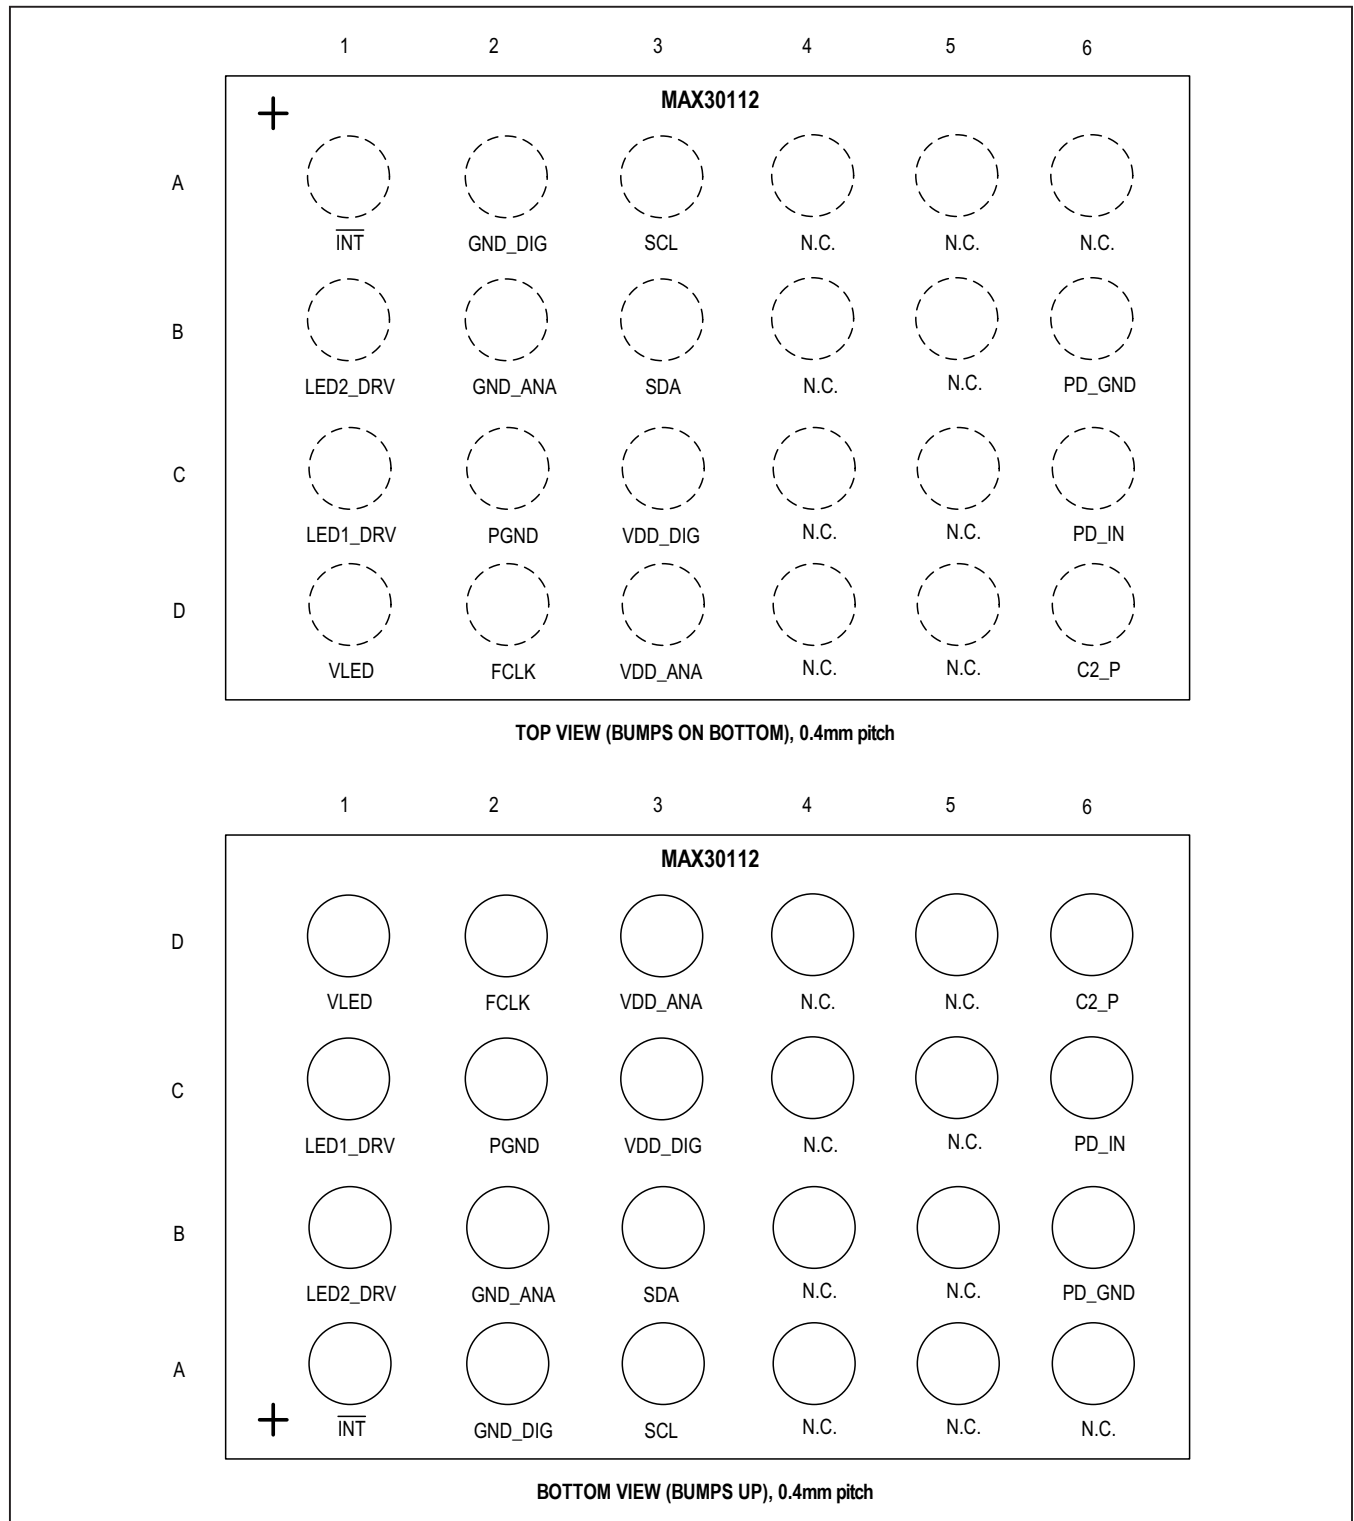 1 2 3 4 5 6
MAX30112
+
A
INT GND_DIG SCL N.C. N.C. N.C.
B
LED2_DRV GND_ANA SDA N.C. N.C. PD_GND
C
LED1_DRV PGND VDD_DIG N.C. N.C. PD_IN
D
VLED FCLK VDD_ANA N.C. N.C. C2_P
TOP VIEW (BUMPS ON BOTTOM), 0.4mm pitch
1 2 3 4 5 6
MAX30112
D
VLED FCLK VDD_ANA N.C. N.C. C2_P
C
LED1_DRV PGND VDD_DIG N.C. N.C. PD_IN
B
LED2_DRV GND_ANA SDA N.C. N.C. PD_GND
A
+
INT GND_DIG SCL N.C. N.C. N.C.
BOTTOM VIEW (BUMPS UP), 0.4mm pitch